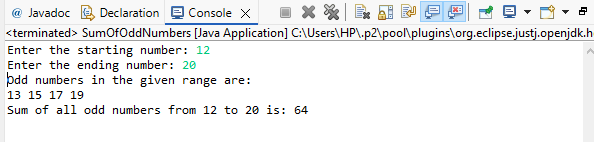 Javadoc Declaration Console
<terminated> SumOfOddNumbers [Java Application] C:\Users\HP\.p2\pool\plugins\org.eclipse.justj.openjdk.h
Enter the starting number: 12
Enter the ending number: 20
Odd numbers in the given range are:
13 15 17 19
Sum of all odd numbers from 12 to 20 is: 64